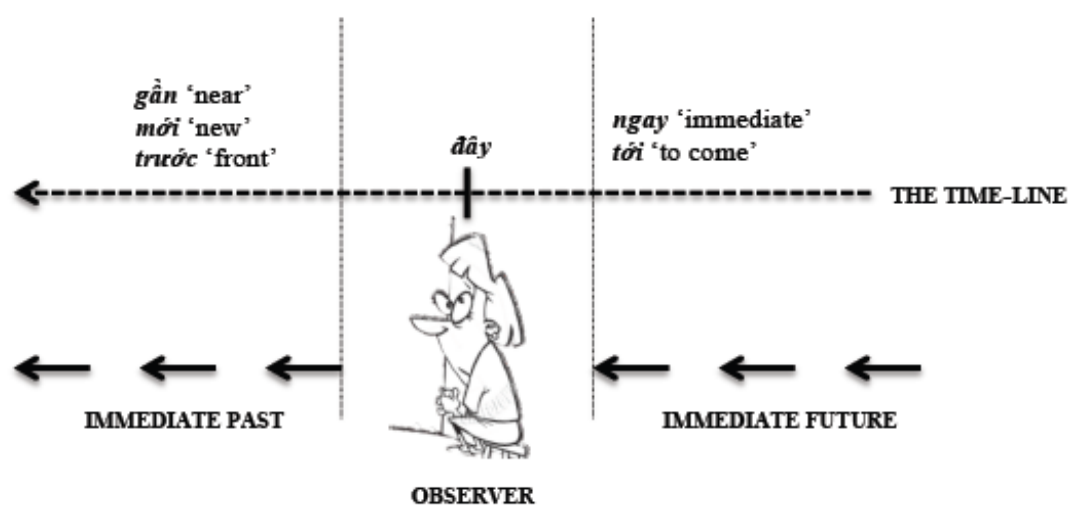 gần ‘near’
mới ‘new’
trước ‘front’
đây
ngay ‘immediate’
tới ‘to come’
THE TIME-LINE
IMMEDIATE PAST
IMMEDIATE FUTURE
OBSERVER